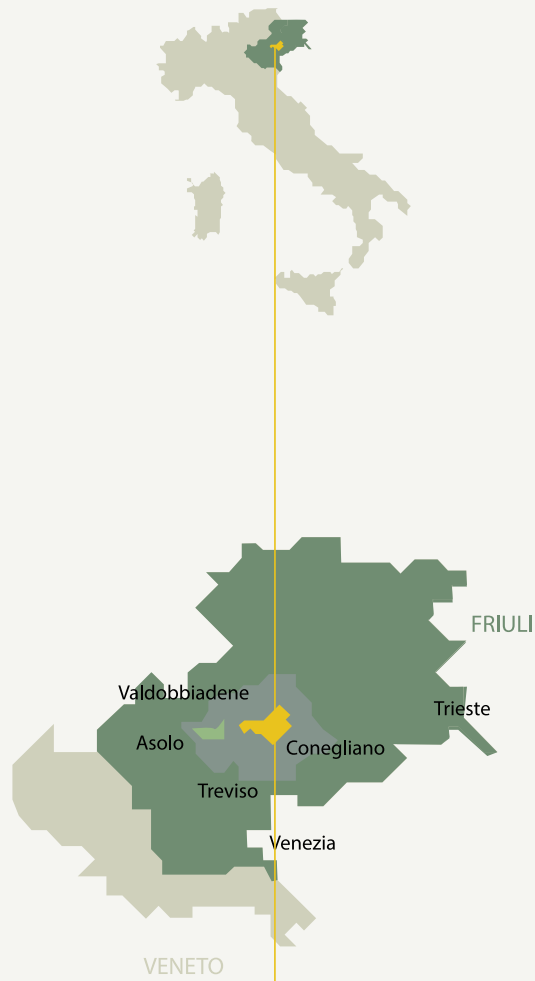 FRIULI
Valdobbiadene
Trieste
Asolo
Conegliano
Treviso
Venezia
VENETO